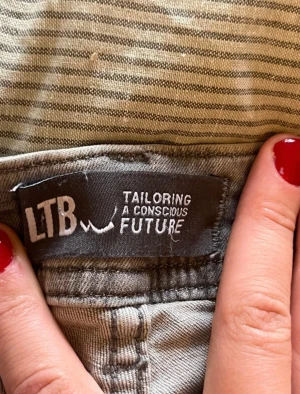 LTB
TAILORING
A CONSCIOUS
FUTURE